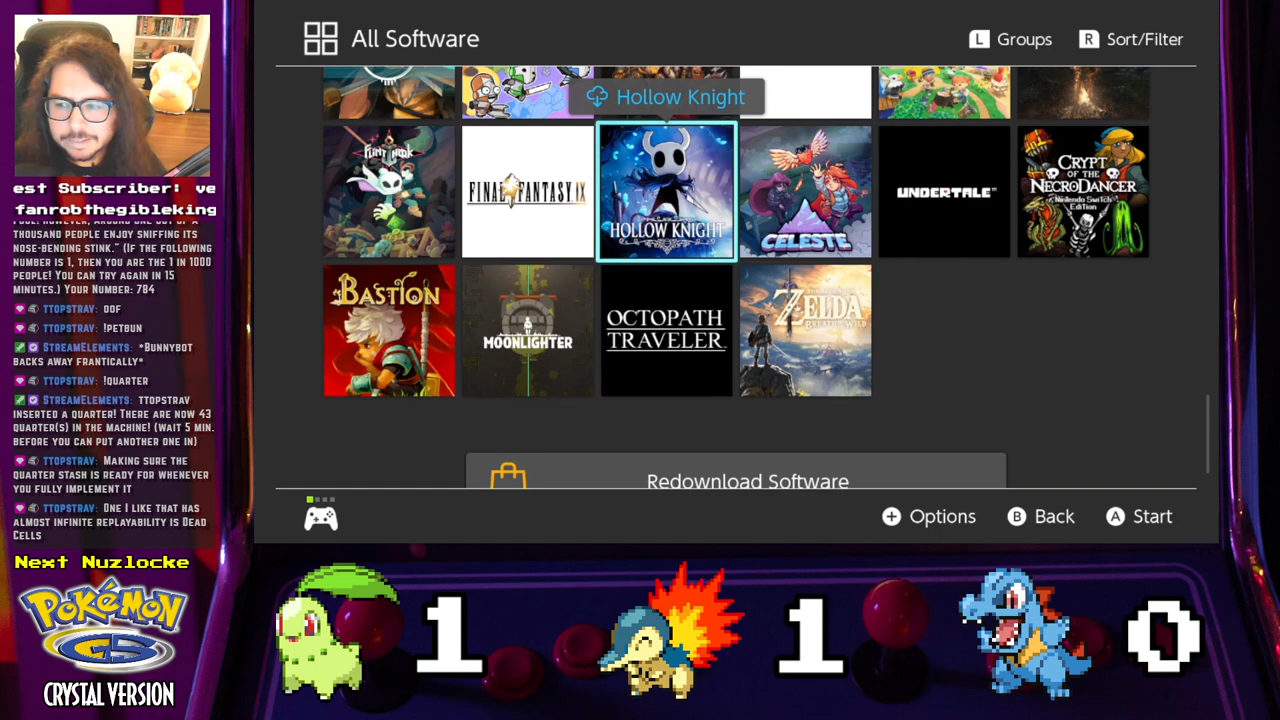 est Subscriber: ve
fanrobthegibleking
THOUSAND PEOPLE ENJOY SNIFFING ITS
NOSE-BENDING STINK." (IF THE FOLLOWING
NUMBER IS 1, THEN YOU ARE THE 1 IN 1000
PEOPLE! YOU CAN TRY AGAIN IN 15
MINUTES.) YOUR NUMBER: 784
TTOPSTRAV: OOF
TTOPSTRAV: !PETBUN
STREAMELEMENTS: *BUNNYBOT
BACKS AWAY FRANTICALLY*
TTOPSTRAV: !QUARTER
STREAMELEMENTS: TTOPSTRAV
INSERTED A QUARTER! THERE ARE NOW 43
QUARTER(S) IN THE MACHINE! (WAIT 5 MIN.
BEFORE YOU CAN PUT ANOTHER ONE IN)
TTOPSTRAV: MAKING SURE THE
QUARTER STASH IS READY FOR WHENEVER
YOU FULLY IMPLEMENT IT
TTOPSTRAV: ONE I LIKE THAT HAS
ALMOST INFINITE REPLAYABILITY IS DEAD
CELLS
Next Nuzlocke
POKéMON
GS
CRYSTAL VERSION
All Software
L Groups
R Sort/Filter
Hollow Knight
FLINTHOOK
FINAL FANTASY IX
HOLLOW KNIGHT
CELESTE
UNDERTALE™
CRYPT
OF THE
NECRODANCER
Nintendo Switch
Edition
BASTION
MOONLIGHTER
OCTOPATH
TRAVELER
THE LEGEND OF
ZELDA
BREATH OF THE WILD
Redownload Software
+ Options
B Back
A Start
1
1
0